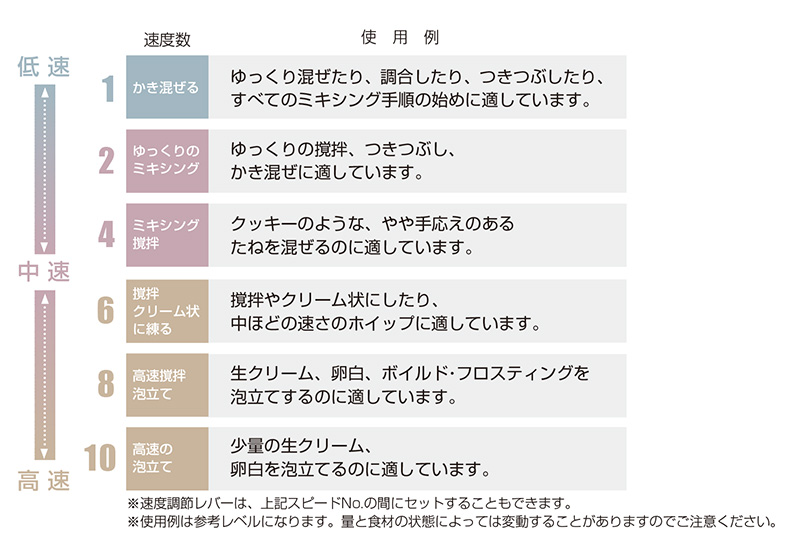 速度数 使用例
低速
1 かき混ぜる ゆっくり混ぜたり、調合したり、つきつぶしたり、
すべてのミキシング手順の始めに適しています。
2 ゆっくりの
ミキシング
ゆっくりの撹拌、つきつぶし、
かき混ぜに適しています。
4 ミキシング
撹拌
クッキーのような、やや手応えのある
たねを混ぜるのに適しています。
中速
6 撹拌
クリーム状
に練る
撹拌やクリーム状にしたり、
中ほどの速さのホイップに適しています。
8 高速撹拌
泡立て
生クリーム、卵白、ボイルド・フロスティングを
泡立てするのに適しています。
10 高速の
泡立て
少量の生クリーム、
卵白を泡立てるのに適しています。
高速
※速度調節レバーは、上記スピードNo.の間にセットすることもできます。
※使用例は参考レベルになります。量と食材の状態によっては変動することがありますのでご注意ください。